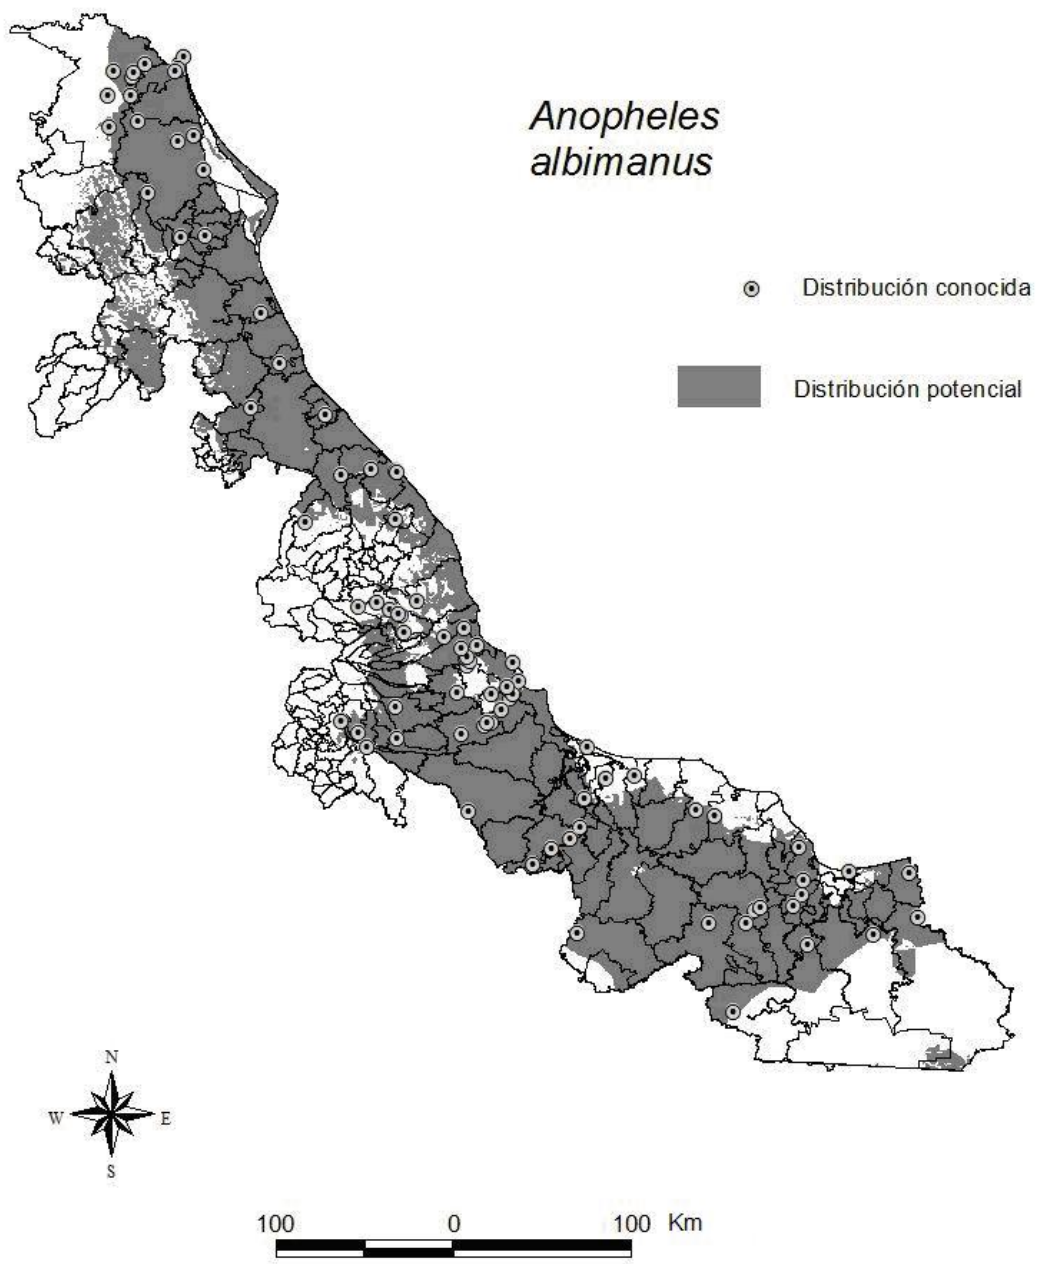 Anopheles
albimanus
Distribución conocida
Distribución potencial
N
W E
S
100 0 100 Km